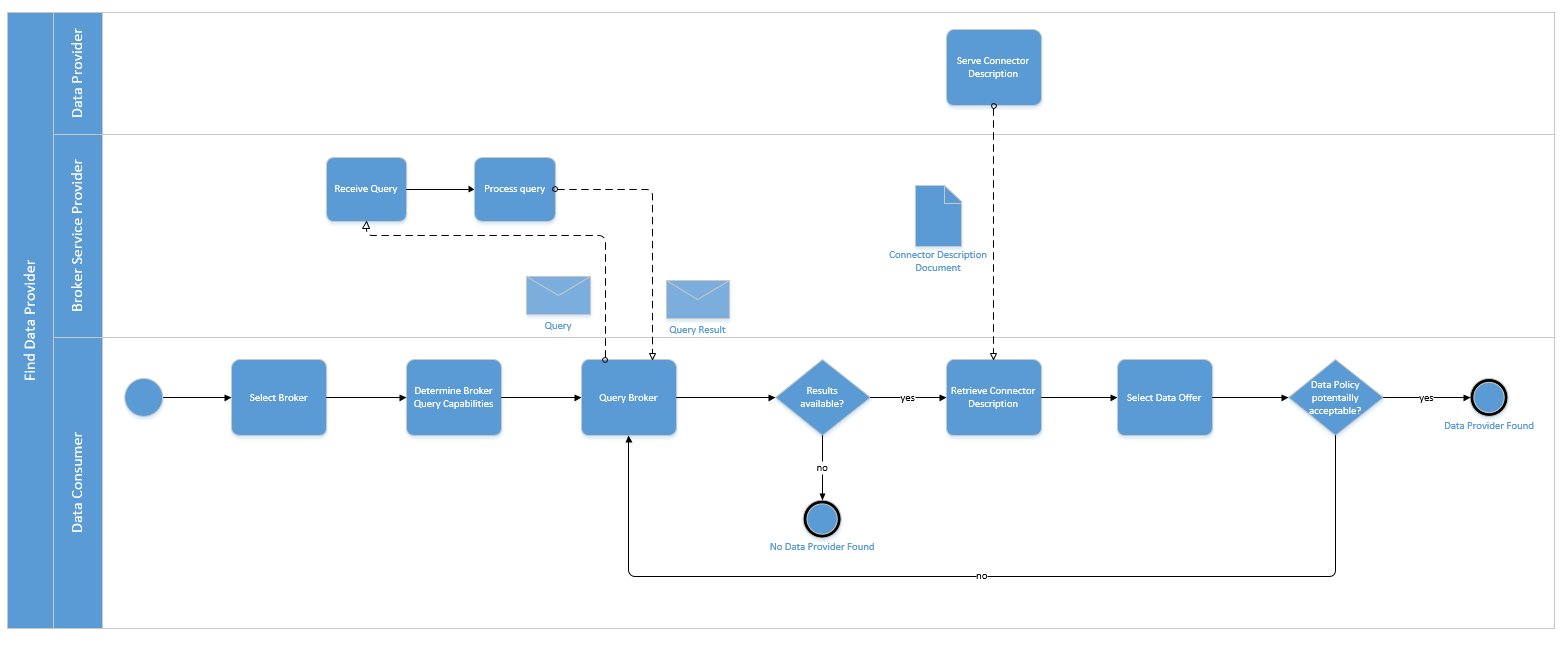 Find Data Provider
Data Provider
Serve Connector
Description
Broker Service Provider
Receive Query
Process query
Connector Description
Document
Query
Query Result
Data Consumer
Select Broker
Determine Broker
Query Capabilities
Query Broker
Results
available?
yes
Retrieve Connector
Description
Select Data Offer
Data Policy
potentailly
acceptable?
yes
Data Provider Found
no
No Data Provider Found
no